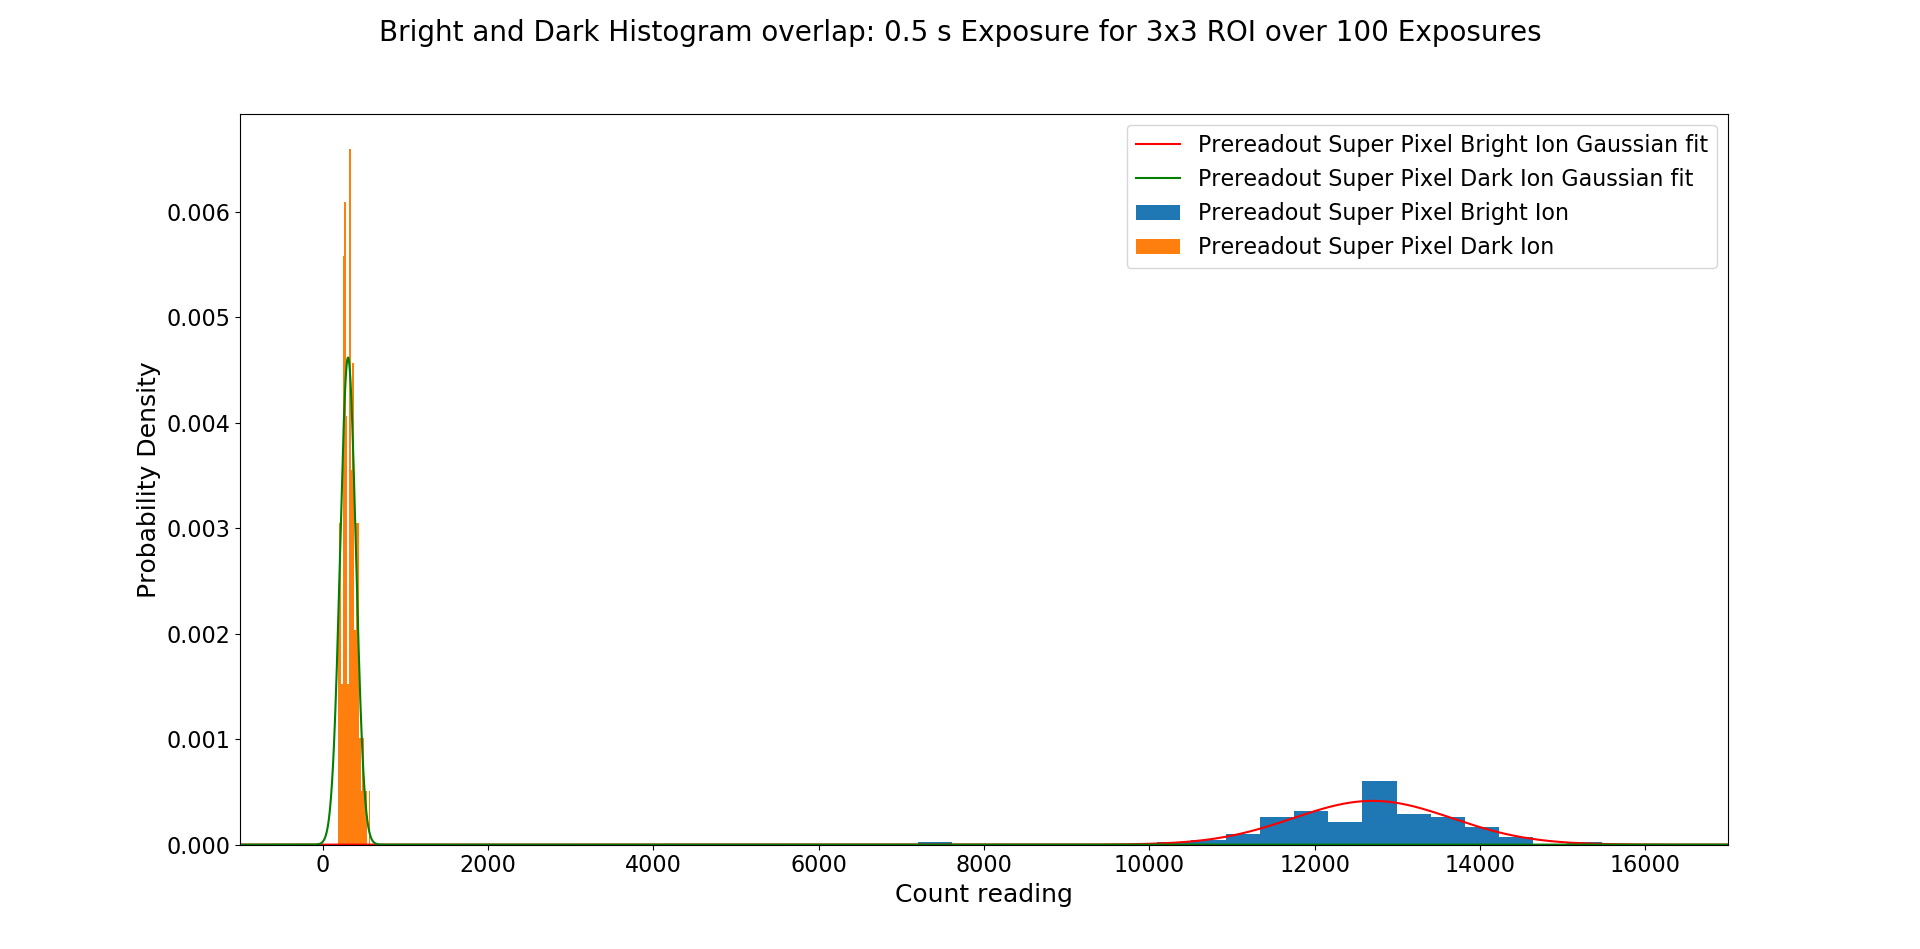 Bright and Dark Histogram overlap: 0.5 s Exposure for 3x3 ROI over 100 Exposures
Prereadout Super Pixel Bright Ion Gaussian fit
Prereadout Super Pixel Dark Ion Gaussian fit
Prereadout Super Pixel Bright Ion
Prereadout Super Pixel Dark Ion
Probability Density
0.006
0.005
0.004
0.003
0.002
0.001
0.000
0 2000 4000 6000 8000 10000 12000 14000 16000
Count reading